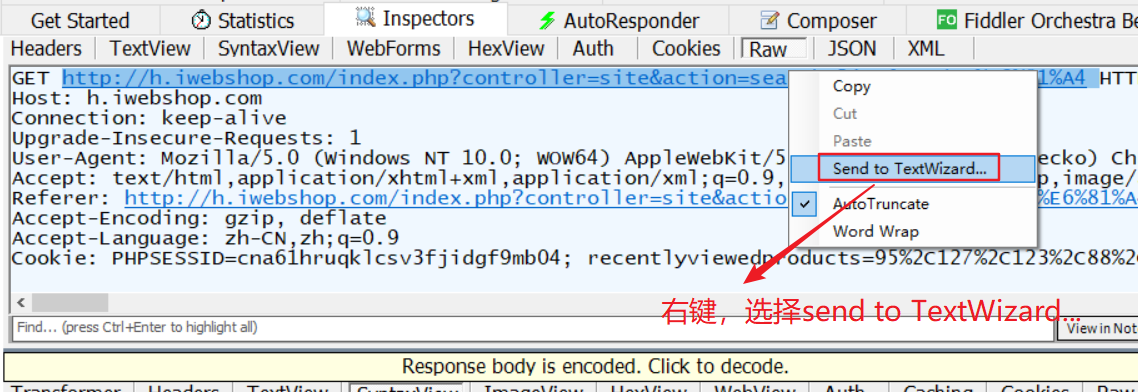 Get Started Statistics Inspectors AutoResponder Composer FO Fiddler Orchestra Be
Headers TextView SyntaxView WebForms HexView Auth Cookies Raw JSON XML
GET http://h.iwebshop.com/index.php?controller=site&action=sea %81%A4 HTT
Host: h.iwebshop.com
Connection: keep-alive
Upgrade-Insecure-Requests: 1
User-Agent: Mozilla/5.0 (Windows NT 10.0; WOW64) AppleWebKit/5 ecko) Ch
Accept: text/html,application/xhtml+xml,application/xml;q=0.9, p,image/
Referer: http://h.iwebshop.com/index.php?controller=site&actio %E6%81%A
Accept-Encoding: gzip, deflate
Accept-Language: zh-CN,zh;q=0.9
Cookie: PHPSESSID=cna61hruqklcsv3fjidgf9mb04; recentlyviewedproducts=95%2C127%2C123%2C88%2
Copy
Cut
Paste
Send to TextWizard...
AutoTruncate
Word Wrap
右键，选择send to TextWizard...
Find... (press Ctrl+Enter to highlight all) View in Not
Response body is encoded. Click to decode.
Transformer Headers TextView SyntaxView ImageView HexView WebView Auth Caching Cookies Raw